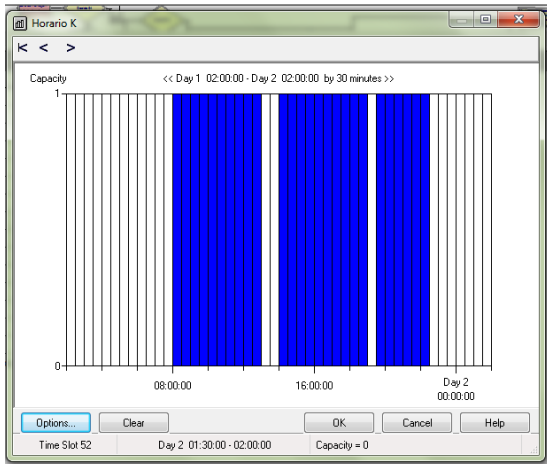 Horario K
Capacity
<< Day 1 02:00:00 - Day 2 02:00:00 by 30 minutes >>
1
0
08:00:00
16:00:00
Day 2
00:00:00
Options...
Clear
OK
Cancel
Help
Time Slot 52
Day 2 01:30:00 - 02:00:00
Capacity = 0